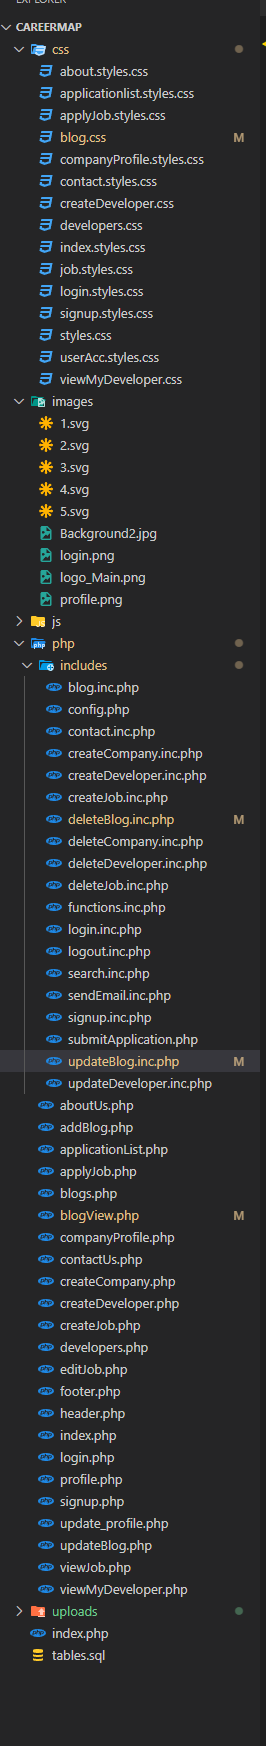 EXPLORER
CAREERMAP
css
about.styles.css
applicationlist.styles.css
applyJob.styles.css
blog.css M
companyProfile.styles.css
contact.styles.css
createDeveloper.css
developers.css
index.styles.css
job.styles.css
login.styles.css
signup.styles.css
styles.css
userAcc.styles.css
viewMyDeveloper.css
images
1.svg
2.svg
3.svg
4.svg
5.svg
Background2.jpg
login.png
logo_Main.png
profile.png
js
php
includes
blog.inc.php
config.php
contact.inc.php
createCompany.inc.php
createDeveloper.inc.php
createJob.inc.php
deleteBlog.inc.php M
deleteCompany.inc.php
deleteDeveloper.inc.php
deleteJob.inc.php
functions.inc.php
login.inc.php
logout.inc.php
search.inc.php
sendEmail.inc.php
signup.inc.php
submitApplication.php
updateBlog.inc.php M
updateDeveloper.inc.php
aboutUs.php
addBlog.php
applicationList.php
applyJob.php
blogs.php
blogView.php M
companyProfile.php
contactUs.php
createCompany.php
createDeveloper.php
createJob.php
developers.php
editJob.php
footer.php
header.php
index.php
login.php
profile.php
signup.php
update_profile.php
updateBlog.php
viewJob.php
viewMyDeveloper.php
uploads
index.php
tables.sql